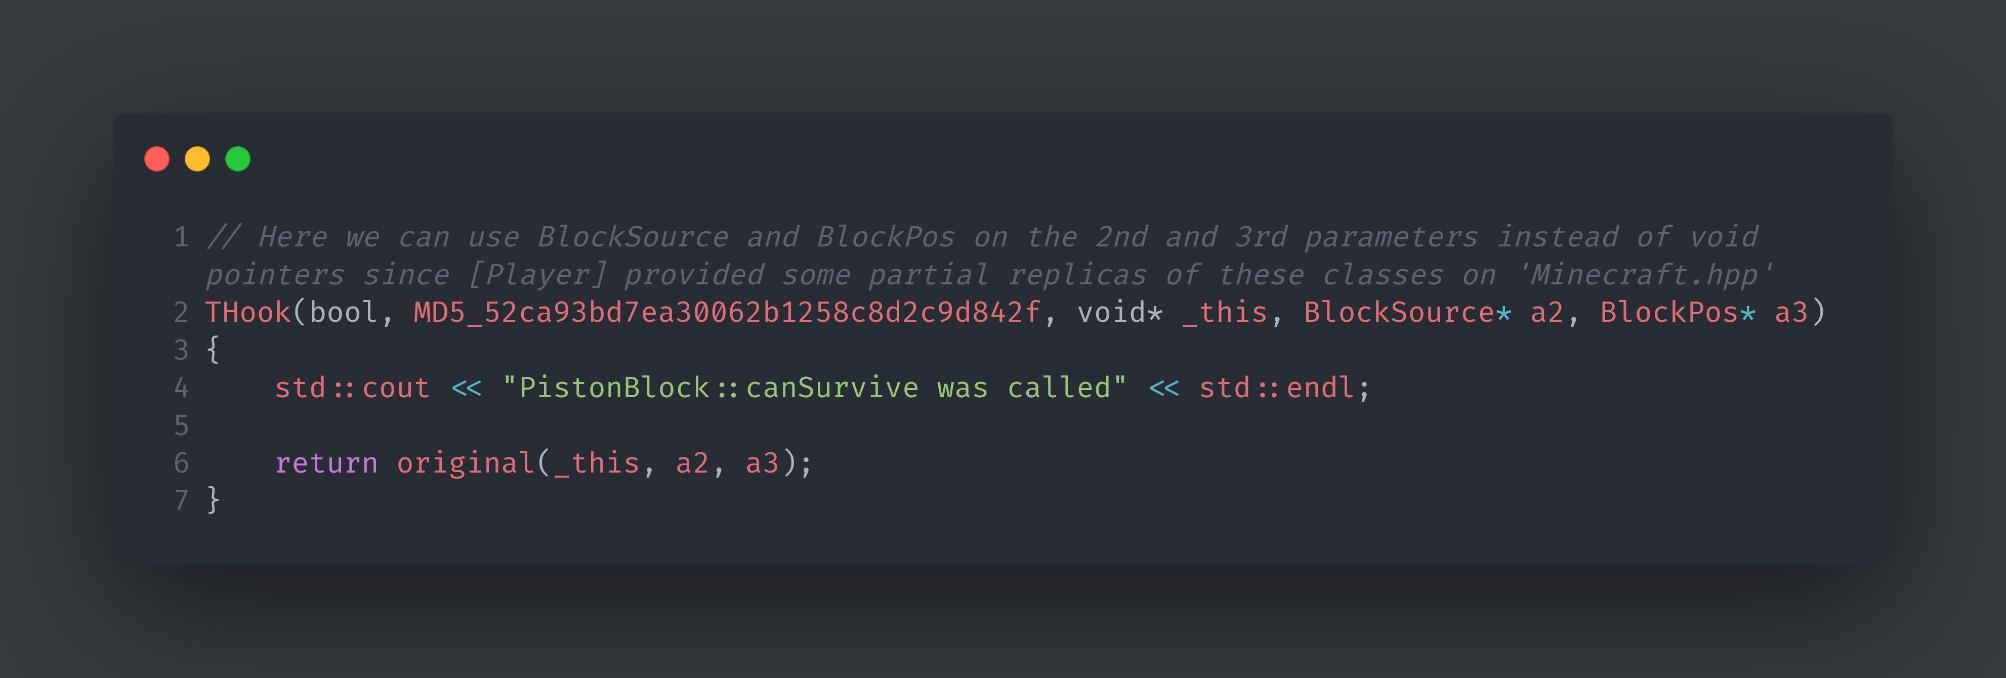 1 // Here we can use BlockSource and BlockPos on the 2nd and 3rd parameters instead of void
pointers since [Player] provided some partial replicas of these classes on 'Minecraft.hpp'
2 THook(bool, MD5_52ca93bd7ea30062b1258c8d2c9d842f, void* _this, BlockSource* a2, BlockPos* a3)
3 {
4     std::cout << "PistonBlock::canSurvive was called" << std::endl;
5
6     return original(_this, a2, a3);
7 }